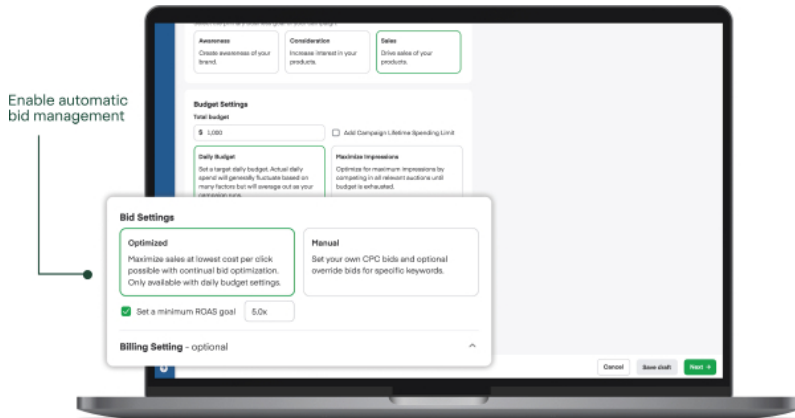 Awareness
Create awareness of your
brand.
Consideration
Increase interest in your
products.
Sales
Drive sales of your
products.
Enable automatic
bid management
Budget Settings
Total budget
$ 1,000
Add Campaign Lifetime Spending Limit
Daily Budget
Set a target daily budget. Actual daily
spend will generally fluctuate based on
many factors but will average out as your
campaign runs.
Maximize Impressions
Optimize for maximum impressions by
competing in all relevant auctions until
budget is exhausted.
Bid Settings
Optimized
Maximize sales at lowest cost per click
possible with continual bid optimization.
Only available with daily budget settings.
Manual
Set your own CPC bids and optional
override bids for specific keywords.
Set a minimum ROAS goal
5.0x
Billing Setting - optional
Cancel
Save draft
Next →